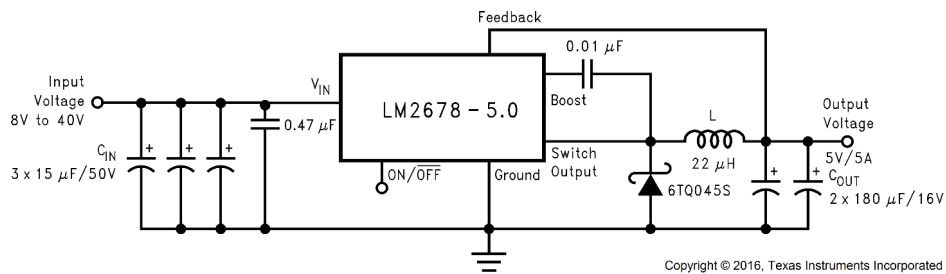 Feedback
0.01 μF
Input
Voltage
8V to 40V
V_IN
LM2678 – 5.0
Boost
L
Output
Voltage
0.47 μF
C_IN
3 x 15 μF/50V
ON/O̅F̅F̅
Ground
Switch
Output
22 μH
6TQ045S
5V/5A
C_OUT
2 x 180 μF/16V
Copyright © 2016, Texas Instruments Incorporated